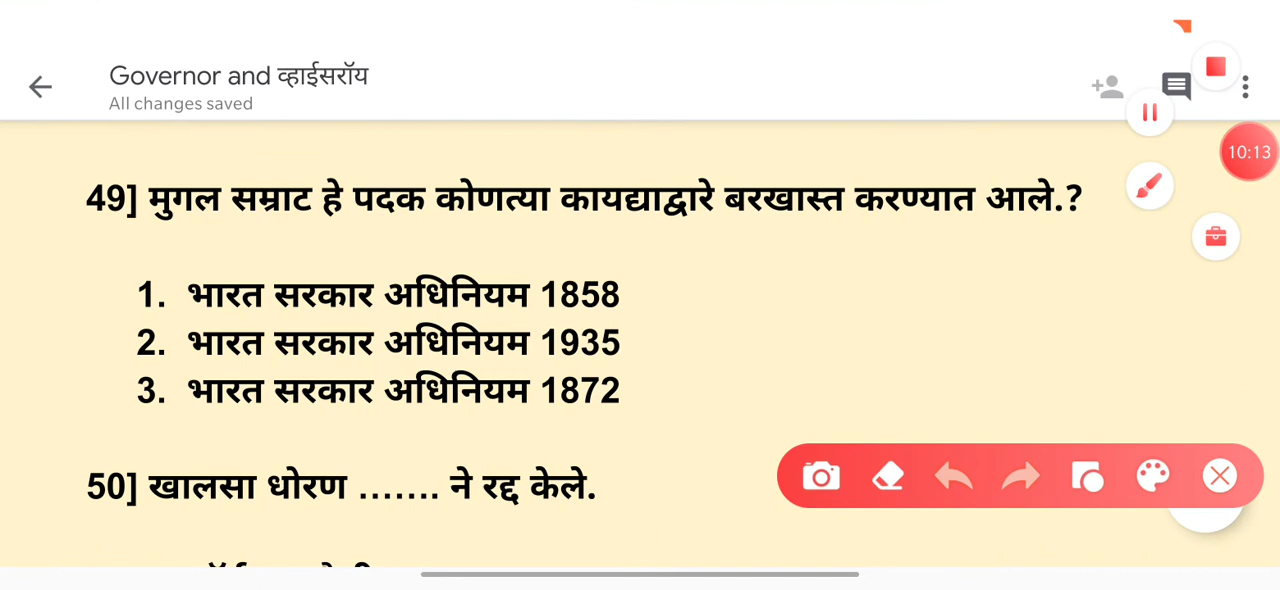 Governor and व्हाईसरॉय
All changes saved
10:13
49] मुगल सम्राट हे पदक कोणत्या कायद्याद्वारे बरखास्त करण्यात आले.?
1. भारत सरकार अधिनियम 1858
2. भारत सरकार अधिनियम 1935
3. भारत सरकार अधिनियम 1872
50] खालसा धोरण ....... ने रद्द केले.